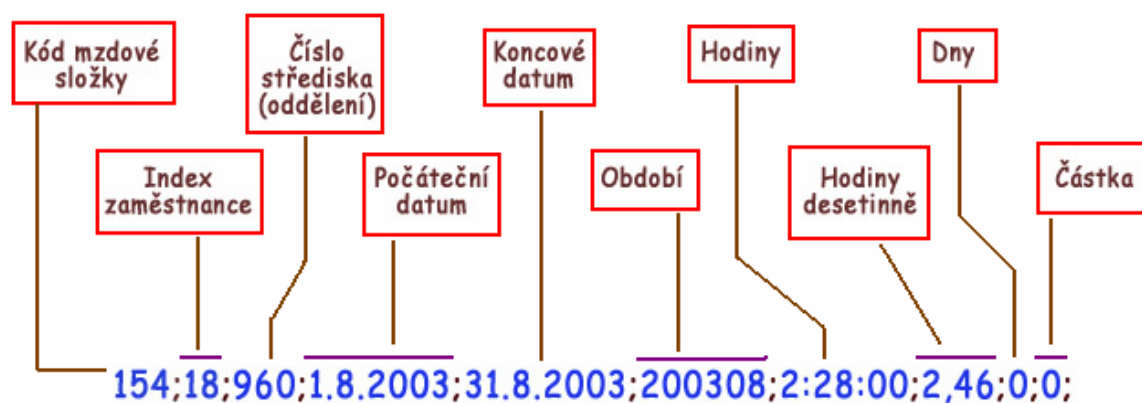 Kód mzdové
složky
Číslo
střediska
(oddělení)
Koncové
datum
Hodiny
Dny
Index
zaměstnance
Počáteční
datum
Období
Hodiny
desetinně
Částka
154;18;960;1.8.2003;31.8.2003;200308;2:28:00;2,46;0;0;